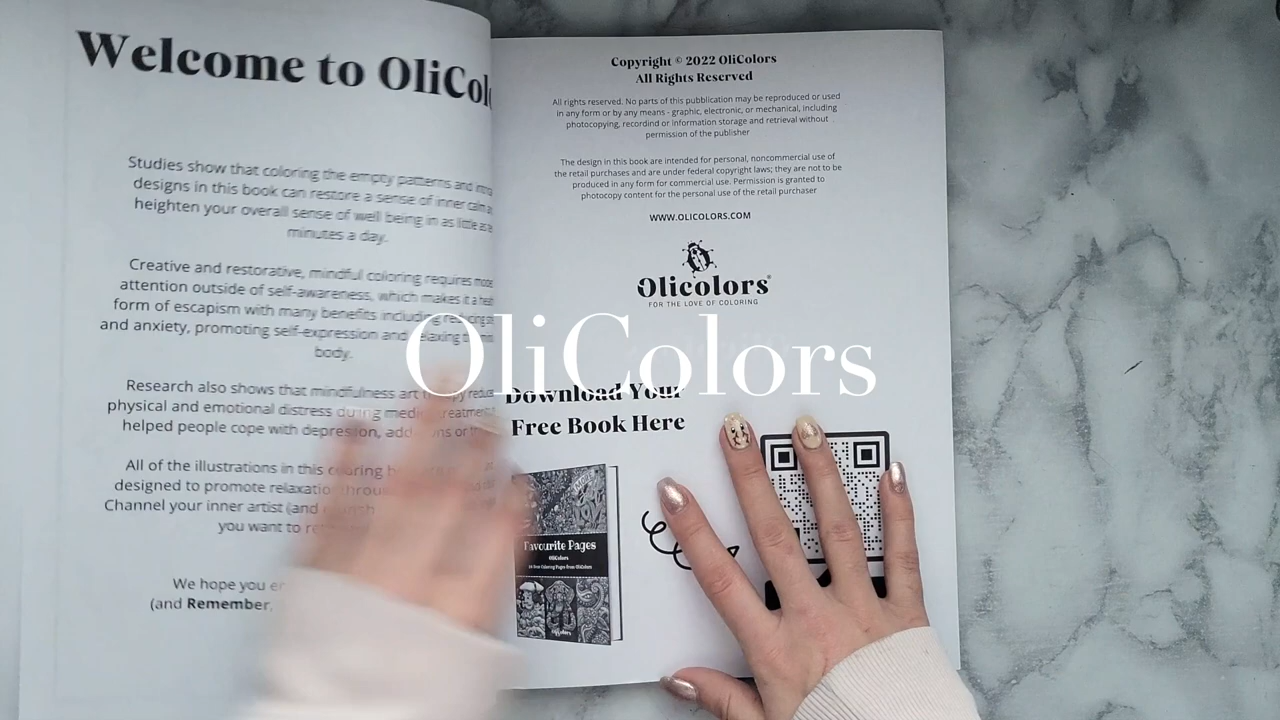 Welcome to OliCol
Studies show that coloring the empty patterns and
designs in this book can restore a sense of inner calm
heighten your overall sense of well being in as little as
minutes a day.
Creative and restorative, mindful coloring requires
attention outside of self-awareness, which makes it a
form of escapism with many benefits including
and anxiety, promoting self-expression and relaxing
body.
Research also shows that mindfulness art
physical and emotional distress during
helped people cope with depression,
All of the illustrations in this
designed to promote relaxation
Channel your inner artist (and
you want to
We hope you
(and Remember,
Copyright © 2022 OliColors
All Rights Reserved
All rights reserved. No parts of this pubblication may be reproduced or used
in any form or by any means - graphic, electronic, or mechanical, including
photocopying, recordind or information storage and retrieval without
permission of the publisher
The design in this book are intended for personal, noncommercial use of
the retail purchases and are under federal copyright laws; they are not to be
produced in any form for commercial use. Permission is granted to
photocopy content for the personal use of the retail purchaser
WWW.OLICOLORS.COM
Olicolors®
FOR THE LOVE OF COLORING
OliColors
Download Your
Free Book Here
Favourite Pages
OliColors